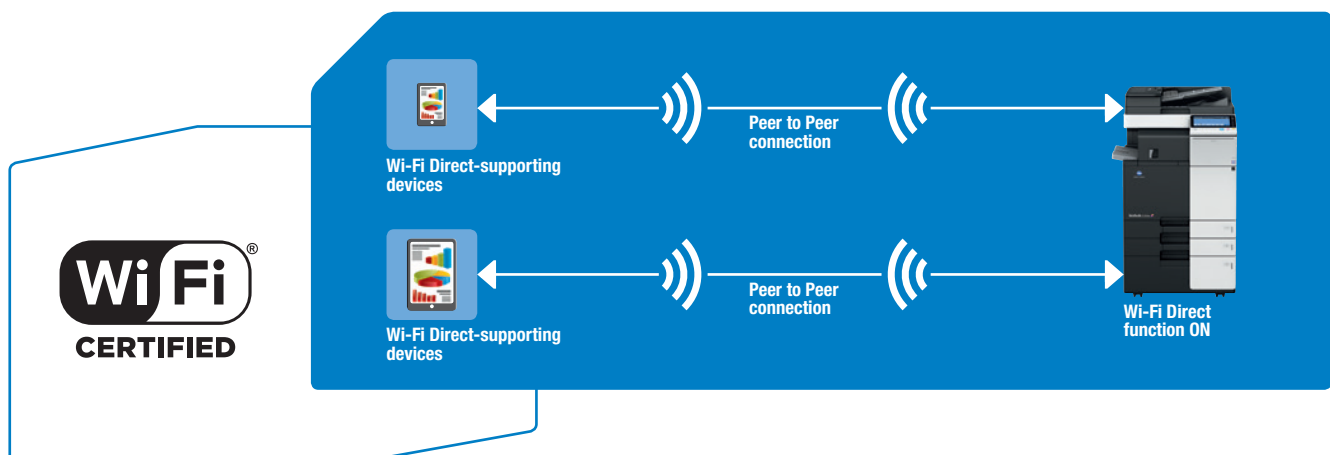 Wi-Fi Direct-supporting
devices
Peer to Peer
connection
Wi-Fi Direct-supporting
devices
Peer to Peer
connection
Wi-Fi Direct
function ON
Wi Fi®
CERTIFIED